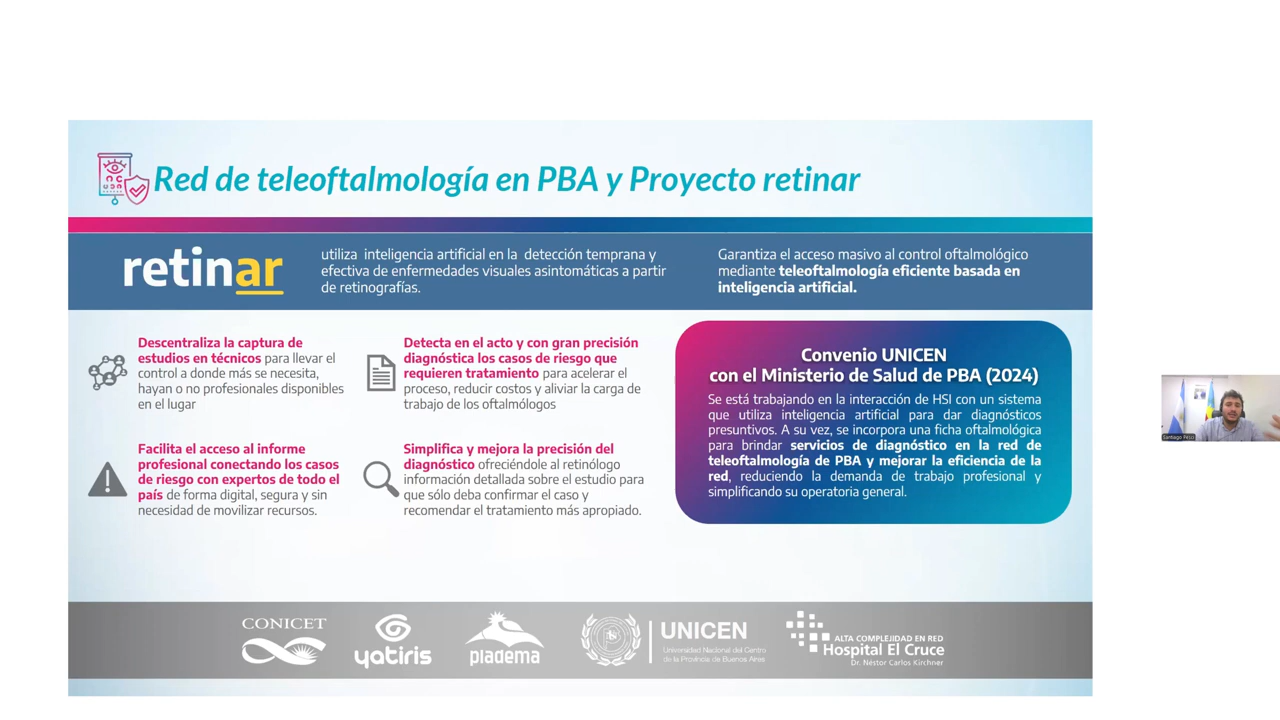 Red de teleoftalmología en PBA y Proyecto retinar
retinar
utiliza inteligencia artificial en la detección temprana y
efectiva de enfermedades visuales asintomáticas a partir
de retinografías.
Garantiza el acceso masivo al control oftalmológico
mediante teleoftalmología eficiente basada en
inteligencia artificial.
Descentraliza la captura de
estudios en técnicos para llevar el
control a donde más se necesita,
hayan o no profesionales disponibles
en el lugar
Detecta en el acto y con gran precisión
diagnóstica los casos de riesgo que
requieren tratamiento para acelerar el
proceso, reducir costos y aliviar la carga de
trabajo de los oftalmólogos
Facilita el acceso al informe
profesional conectando los casos
de riesgo con expertos de todo el
país de forma digital, segura y sin
necesidad de movilizar recursos.
Simplifica y mejora la precisión del
diagnóstico ofreciéndole al retinólogo
información detallada sobre el estudio para
que sólo deba confirmar el caso y
recomendar el tratamiento más apropiado.
Convenio UNICEN
con el Ministerio de Salud de PBA (2024)
Se está trabajando en la interacción de HSI con un sistema
que utiliza inteligencia artificial para dar diagnósticos
presuntivos. A su vez, se incorpora una ficha oftalmológica
para brindar servicios de diagnóstico en la red de
teleoftalmología de PBA y mejorar la eficiencia de la
red, reduciendo la demanda de trabajo profesional y
simplificando su operatoria general.
CONICET
yatiris
pladema
UNICEN
Universidad Nacional del Centro
de la Provincia de Buenos Aires
ALTA COMPLEJIDAD EN RED
Hospital El Cruce
Dr. Néstor Carlos Kirchner